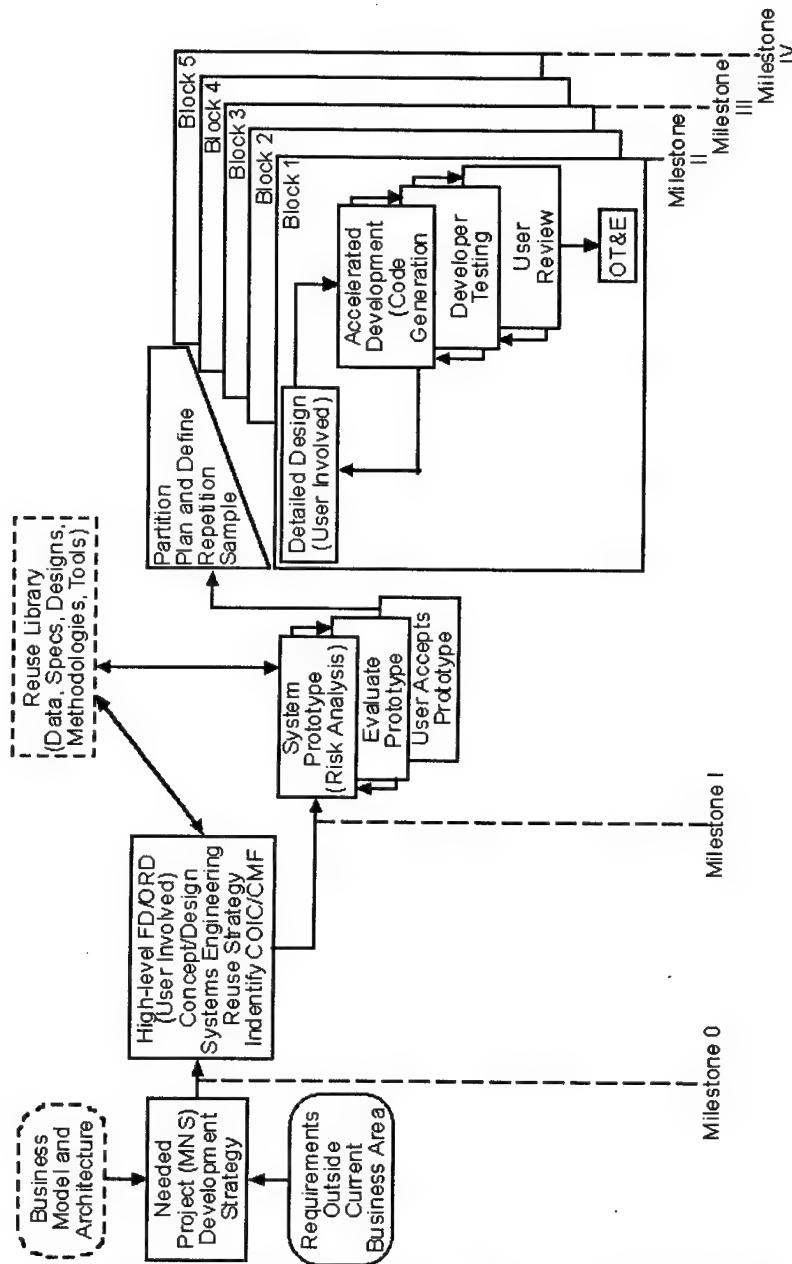 Business
Model and
Architecture
Needed
Project (MNS)
Development
Strategy
Requirements
Outside
Current
Business Area
Milestone 0
High-level FD/ORD
(User Involved)
Concept/Design
Systems Engineering
Reuse Strategy
Indentify COIC/CMF
Reuse Library
(Data, Specs, Designs,
Methodologies, Tools)
System
Prototype
(Risk Analysis)
Evaluate
Prototype
User Accepts
Prototype
Milestone I
Partition
Plan and Define
Repetition
Sample
Block 5
Block 4
Block 3
Block 2
Block 1
Detailed Design
(User Involved)
Accelerated
Development
(Code
Generation
Developer
Testing
User
Review
OT&E
Milestone
II
Milestone
III
Milestone
IV